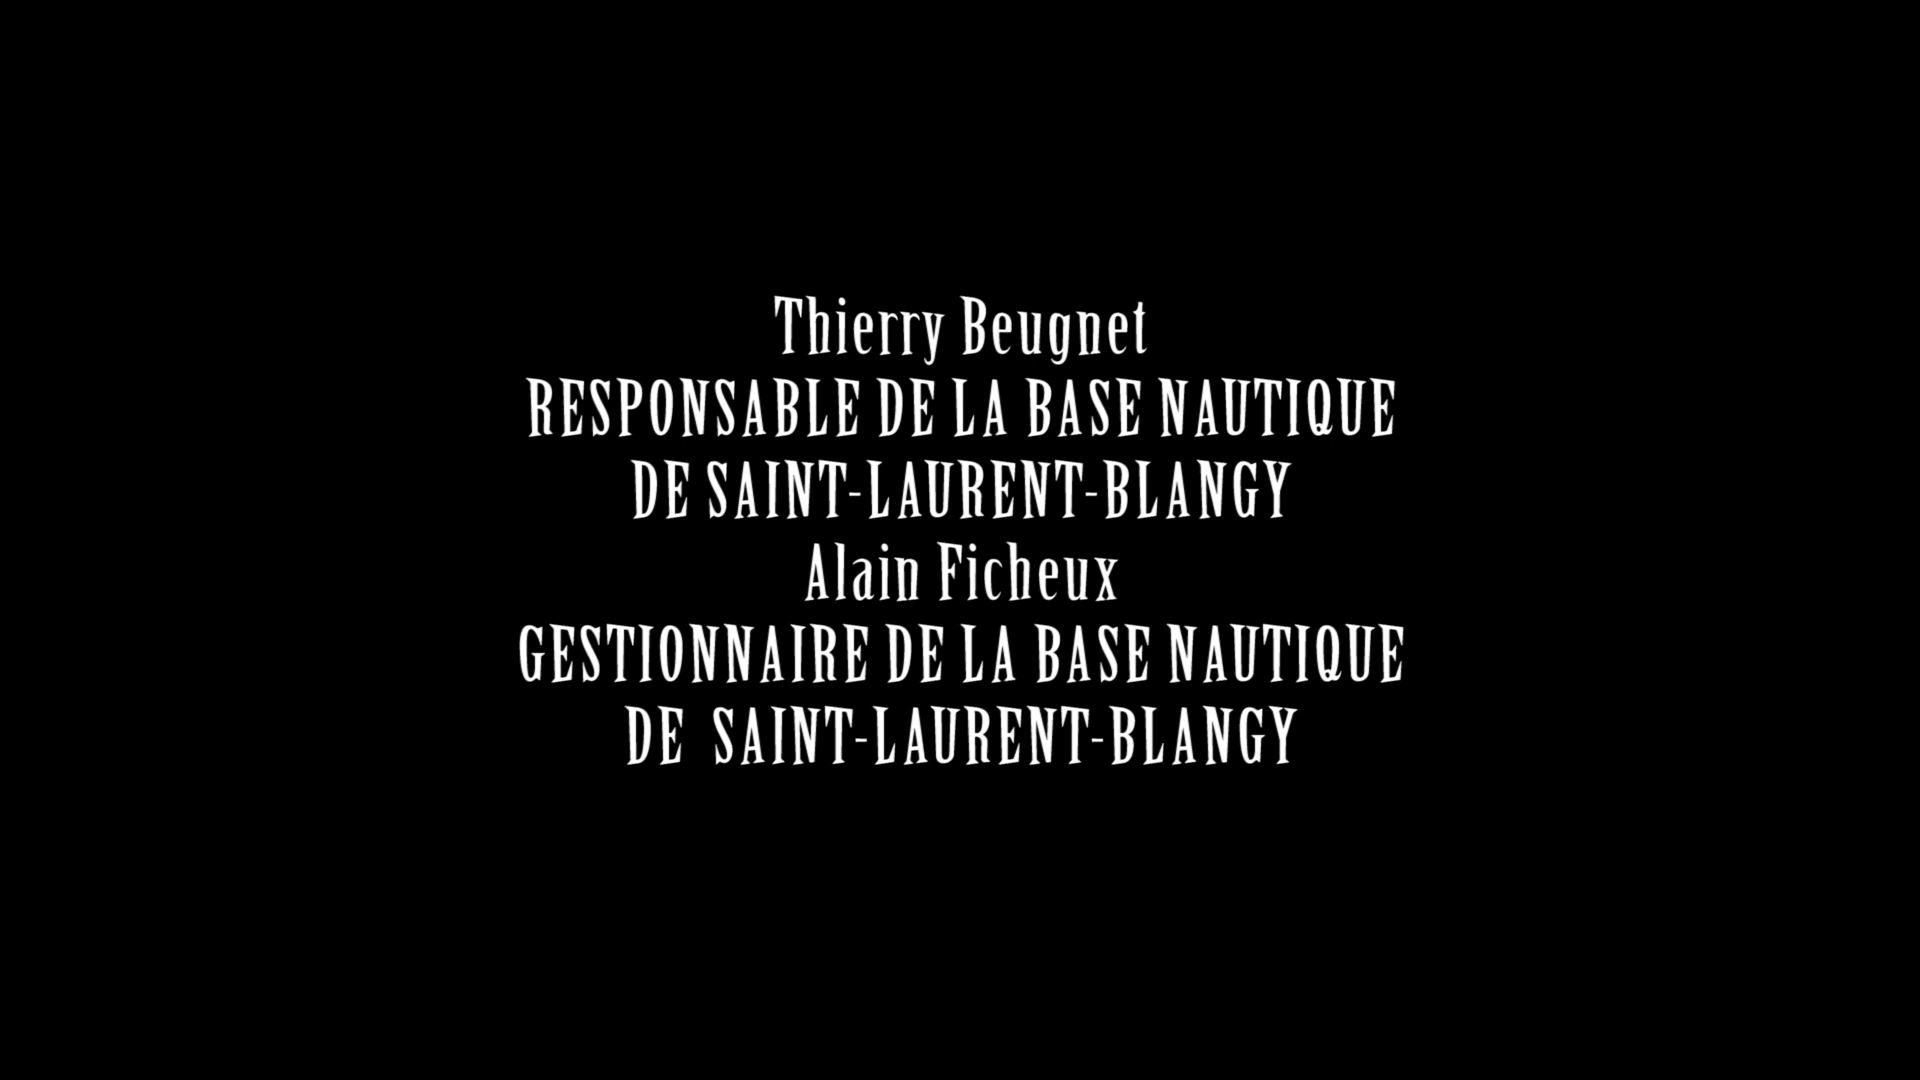 Thierry Beugnet
RESPONSABLE DE LA BASE NAUTIQUE
DE SAINT-LAURENT-BLANGY
Alain Ficheux
GESTIONNAIRE DE LA BASE NAUTIQUE
DE  SAINT-LAURENT-BLANGY